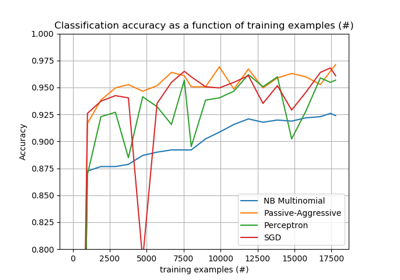 Classification accuracy as a function of training examples (#)
1.000
0.975
0.950
0.925
0.900
0.875
0.850
0.825
0.800
Accuracy
NB Multinomial
Passive-Aggressive
Perceptron
SGD
0 2500 5000 7500 10000 12500 15000 17500
training examples (#)